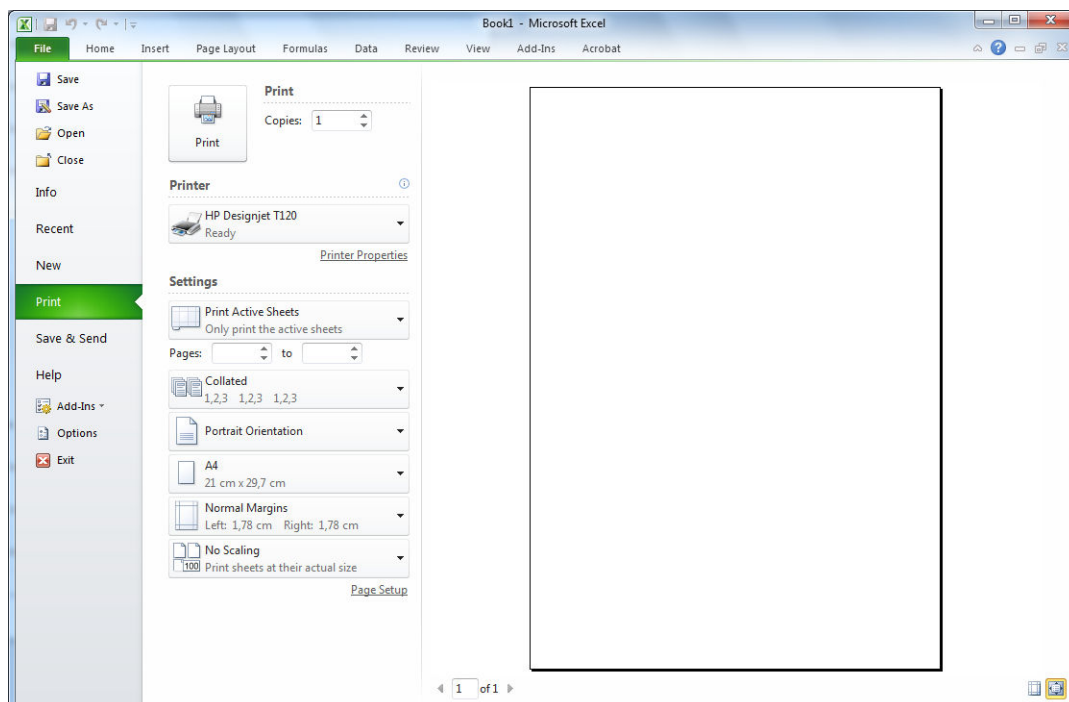 Book1 - Microsoft Excel
File Home Insert Page Layout Formulas Data Review View Add-Ins Acrobat
Save
Save As
Open
Close
Info
Recent
New
Print
Save & Send
Help
Add-Ins
Options
Exit
Print
Print
Copies: 1
Printer
HP Designjet T120
Ready
Printer Properties
Settings
Print Active Sheets
Only print the active sheets
Pages: to
Collated
1,2,3 1,2,3 1,2,3
Portrait Orientation
A4
21 cm x 29,7 cm
Normal Margins
Left: 1,78 cm Right: 1,78 cm
No Scaling
100 Print sheets at their actual size
Page Setup
1 of 1